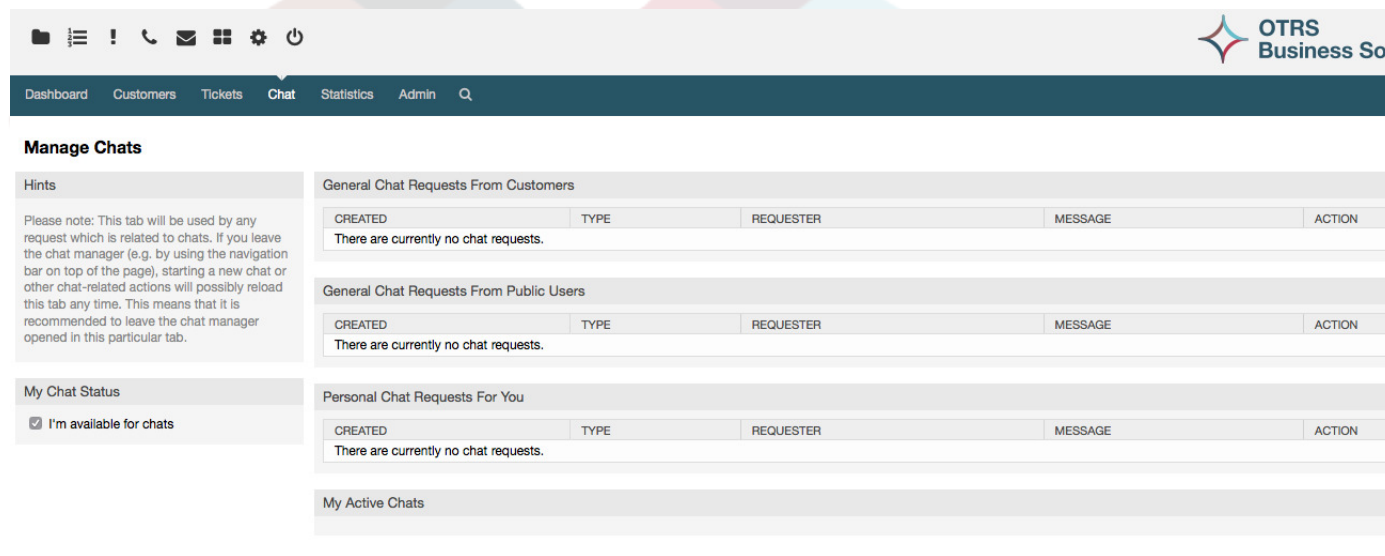 OTRS
Business So
Dashboard Customers Tickets Chat Statistics Admin
Manage Chats
Hints
Please note: This tab will be used by any
request which is related to chats. If you leave
the chat manager (e.g. by using the navigation
bar on top of the page), starting a new chat or
other chat-related actions will possibly reload
this tab any time. This means that it is
recommended to leave the chat manager
opened in this particular tab.
My Chat Status
I'm available for chats
General Chat Requests From Customers
CREATED TYPE REQUESTER MESSAGE ACTION
There are currently no chat requests.
General Chat Requests From Public Users
CREATED TYPE REQUESTER MESSAGE ACTION
There are currently no chat requests.
Personal Chat Requests For You
CREATED TYPE REQUESTER MESSAGE ACTION
There are currently no chat requests.
My Active Chats